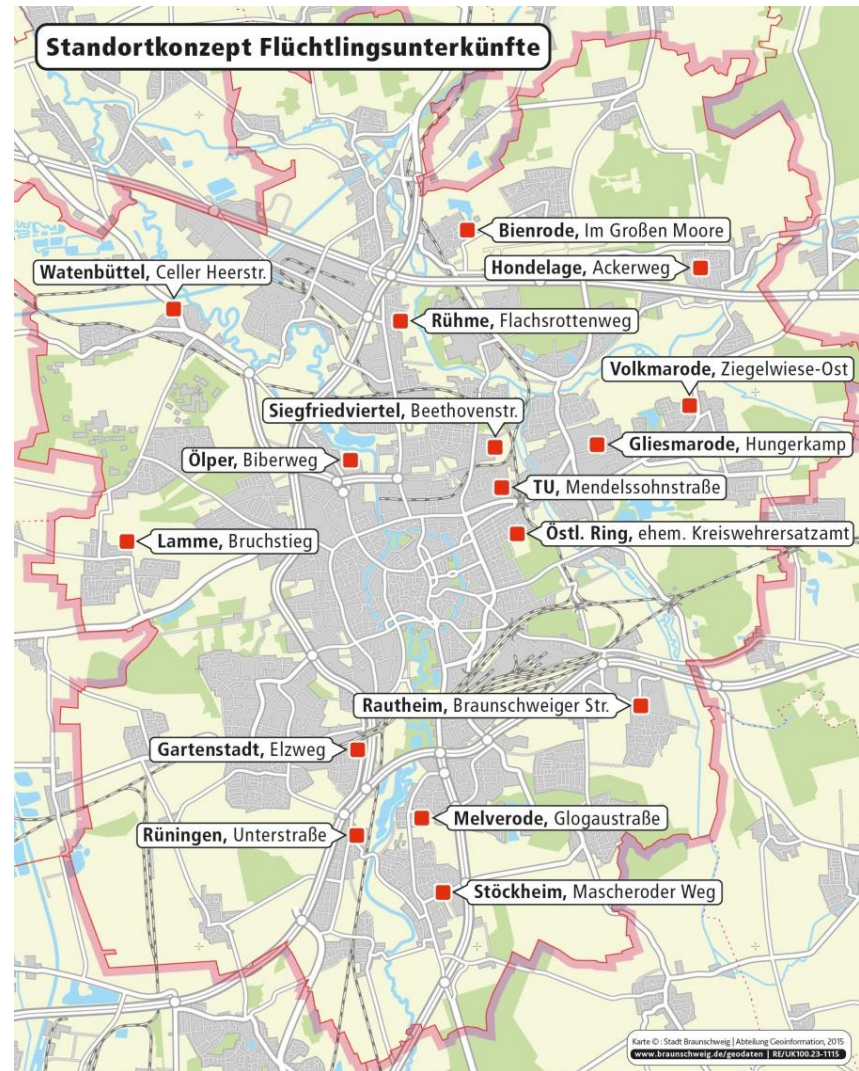 Standortkonzept Flüchtlingsunterkünfte
Bienrode, Im Großen Moore
Watenbüttel, Celler Heerstr.
Hondelage, Ackerweg
Rühme, Flachsrottenweg
Volkmarode, Ziegelwiese-Ost
Siegfriedviertel, Beethovenstr.
Gliesmarode, Hungerkamp
Ölper, Biberweg
TU, Mendelssohnstraße
Östl. Ring, ehem. Kreiswehrersatzamt
Lamme, Bruchstieg
Rautheim, Braunschweiger Str.
Gartenstadt, Elzweg
Melverode, Glogaustraße
Rüningen, Unterstraße
Stöckheim, Mascheroder Weg
Karte © : Stadt Braunschweig | Abteilung Geoinformation, 2015
www.braunschweig.de/geodaten | RE/UK100.23-1115